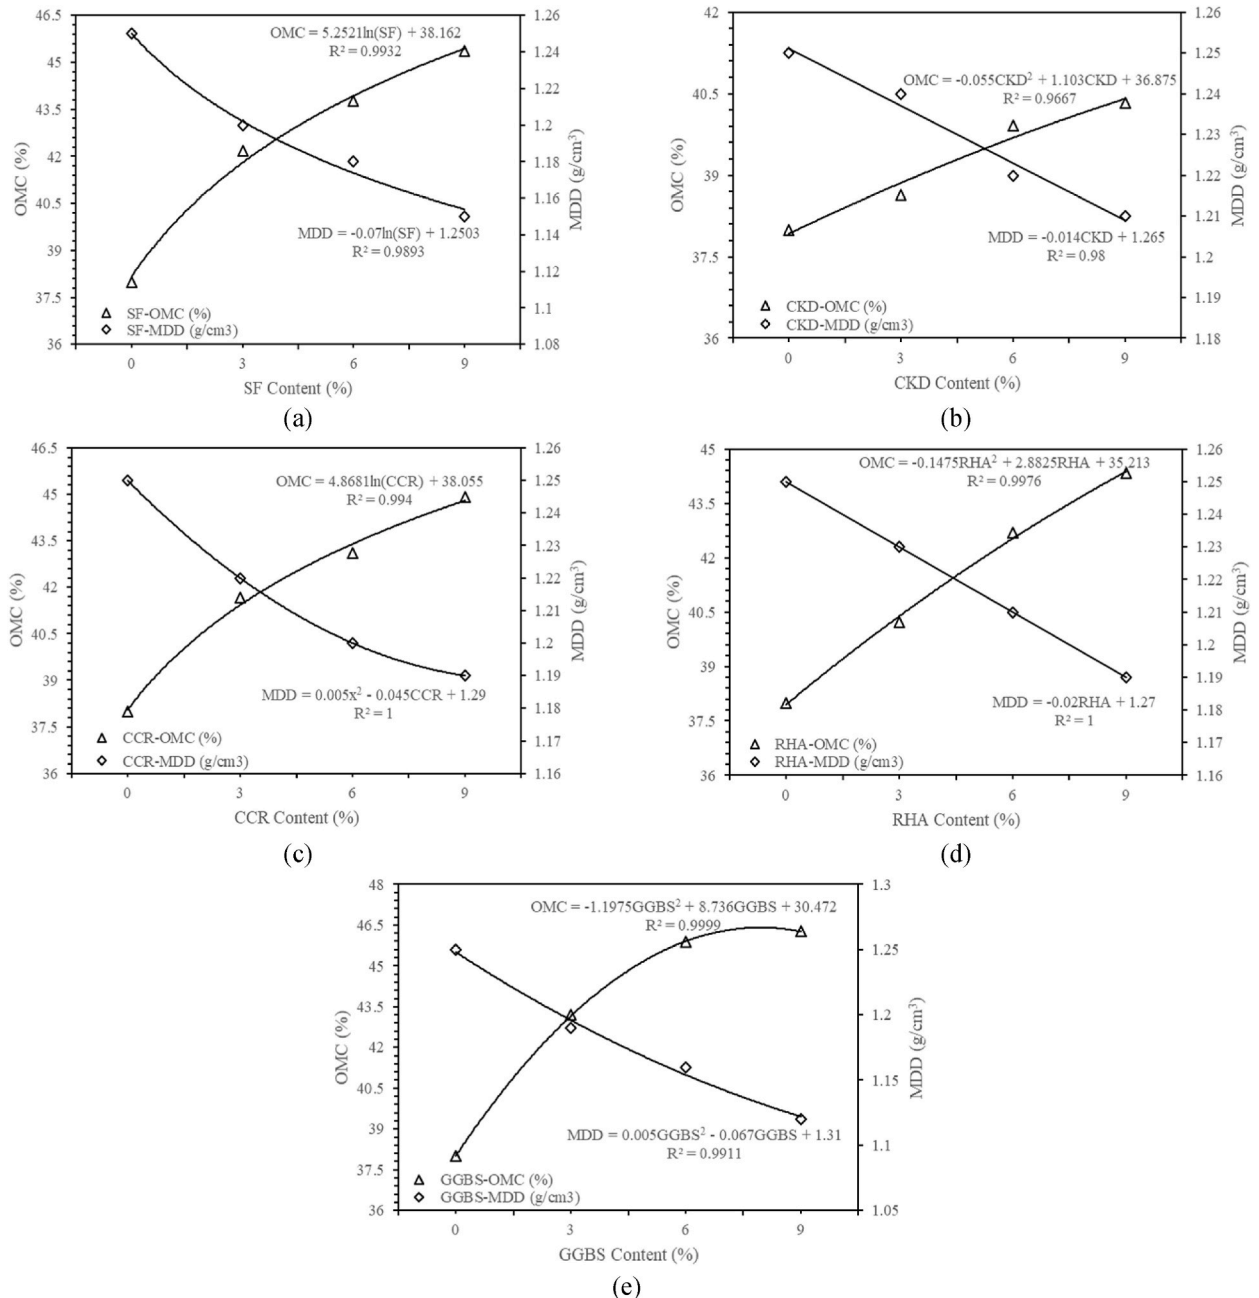 OMC = 5.2521ln(SF) + 38.162
R² = 0.9932
MDD = -0.07ln(SF) + 1.2503
R² = 0.9893
SF-OMC (%)
SF-MDD (g/cm3)
46.5
45
43.5
42
40.5
39
37.5
36
OMC (%)
1.26
1.24
1.22
1.2
1.18
1.16
1.14
1.12
1.1
1.08
MDD (g/cm³)
0 3 6 9
SF Content (%)
(a)
OMC = -0.055CKD² + 1.103CKD + 36.875
R² = 0.9667
MDD = -0.014CKD + 1.265
R² = 0.98
CKD-OMC (%)
CKD-MDD (g/cm3)
42
40.5
39
37.5
36
OMC (%)
1.26
1.25
1.24
1.23
1.22
1.21
1.2
1.19
1.18
MDD (g/cm³)
0 3 6 9
CKD Content (%)
(b)
OMC = 4.8681ln(CCR) + 38.055
R² = 0.994
MDD = 0.005x² - 0.045CCR + 1.29
R² = 1
CCR-OMC (%)
CCR-MDD (g/cm3)
46.5
45
43.5
42
40.5
39
37.5
36
OMC (%)
1.26
1.25
1.24
1.23
1.22
1.21
1.2
1.19
1.18
1.17
1.16
MDD (g/cm³)
0 3 6 9
CCR Content (%)
(c)
OMC = -0.1475RHA² + 2.8825RHA + 35.213
R² = 0.9976
MDD = -0.02RHA + 1.27
R² = 1
RHA-OMC (%)
RHA-MDD (g/cm3)
45
43.5
42
40.5
39
37.5
36
OMC (%)
1.26
1.25
1.24
1.23
1.22
1.21
1.2
1.19
1.18
1.17
1.16
MDD (g/cm³)
0 3 6 9
RHA Content (%)
(d)
OMC = -1.1975GGBS² + 8.736GGBS + 30.472
R² = 0.9999
MDD = 0.005GGBS² - 0.067GGBS + 1.31
R² = 0.9911
GGBS-OMC (%)
GGBS-MDD (g/cm3)
48
46.5
45
43.5
42
40.5
39
37.5
36
OMC (%)
1.3
1.25
1.2
1.15
1.1
1.05
MDD (g/cm³)
0 3 6 9
GGBS Content (%)
(e)